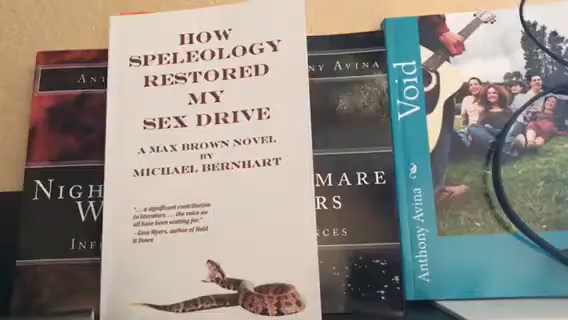 HOW
SPELEOLOGY
RESTORED
MY
SEX DRIVE
A MAX BROWN NOVEL
BY
MICHAEL BERNHART
"... a significant contribution
to literature . . . the voice we
all have been waiting for."
- Gina Myers, author of Hold
It Down
ANT
NY AVINA
NIGH
MARE
W
RS
INF
NCES
Void
Anthony Avina